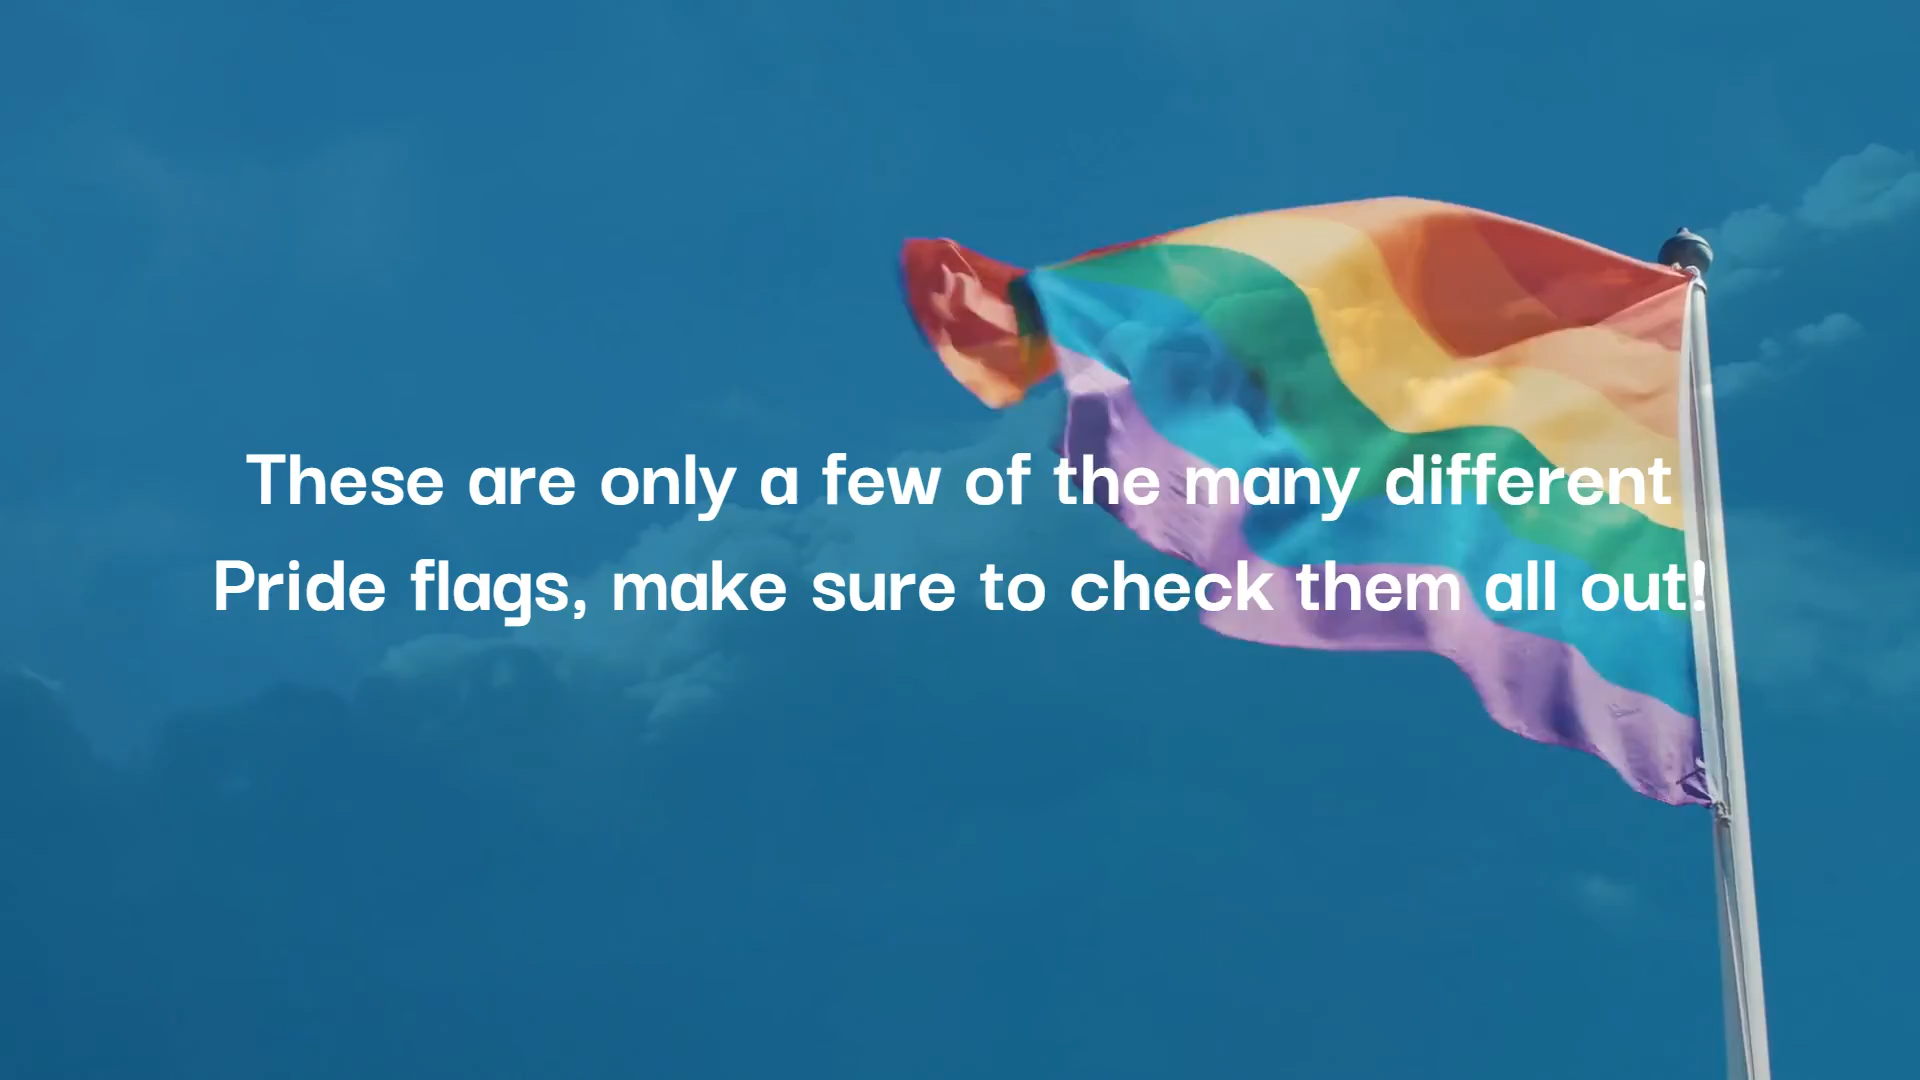 These are only a few of the many different
Pride flags, make sure to check them all out!